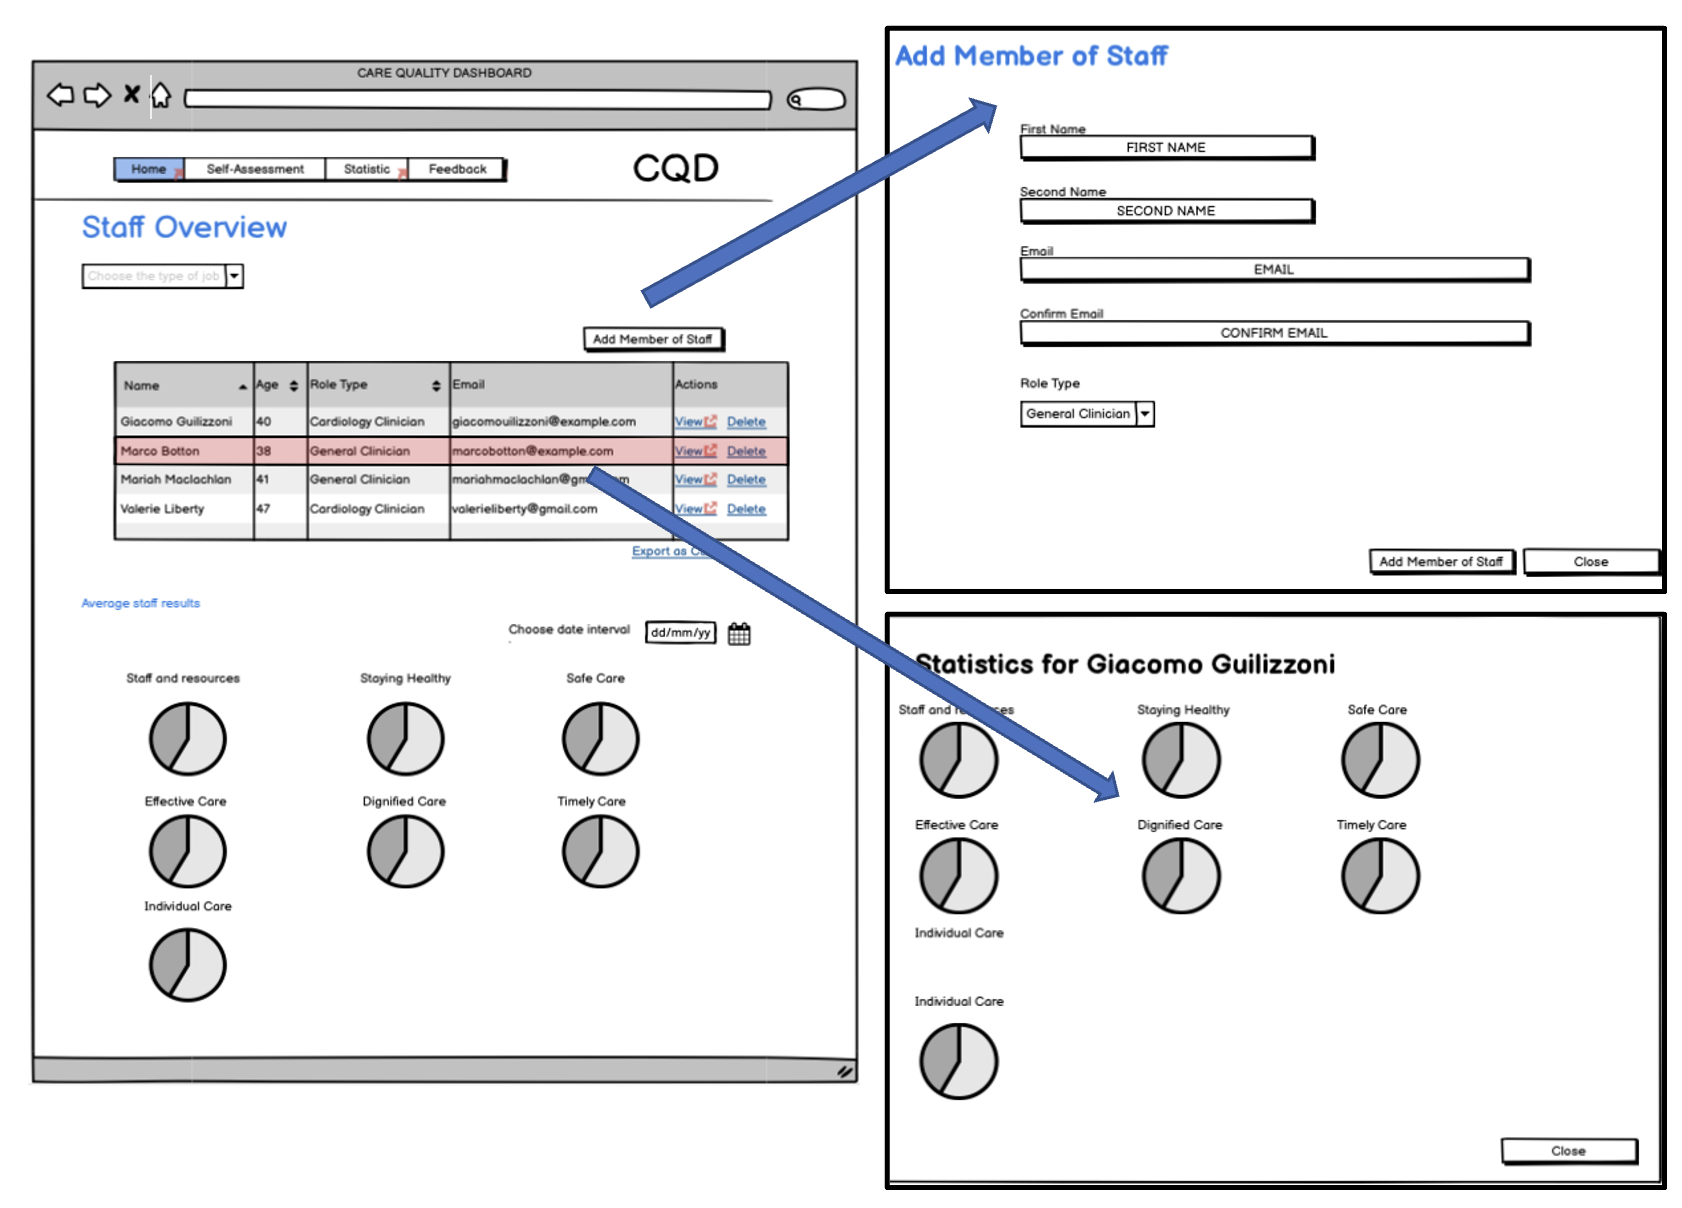 CARE QUALITY DASHBOARD
Home Self-Assessment Statistic Feedback
CQD
Staff Overview
Choose the type of job
Add Member of Staff
Name Age Role Type Email Actions
Giacomo Guilizzoni 40 Cardiology Clinician giacomouilizzoni@example.com View Delete
Marco Botton 38 General Clinician marcobotton@example.com View Delete
Mariah Maclachlan 41 General Clinician View Delete
Valerie Liberty 47 Cardiology Clinician valerieliberty@gmail.com View Delete
Export as
Average staff results
Choose date interval dd/mm/yy
Staff and resources Staying Healthy Safe Care
Effective Care Dignified Care Timely Care
Individual Care
Add Member of Staff
First Name
FIRST NAME
Second Name
SECOND NAME
Email
EMAIL
Confirm Email
CONFIRM EMAIL
Role Type
General Clinician
Add Member of Staff Close
Statistics for Giacomo Guilizzoni
Staff and resources Staying Healthy Safe Care
Effective Care Dignified Care Timely Care
Individual Care
Individual Care
Close